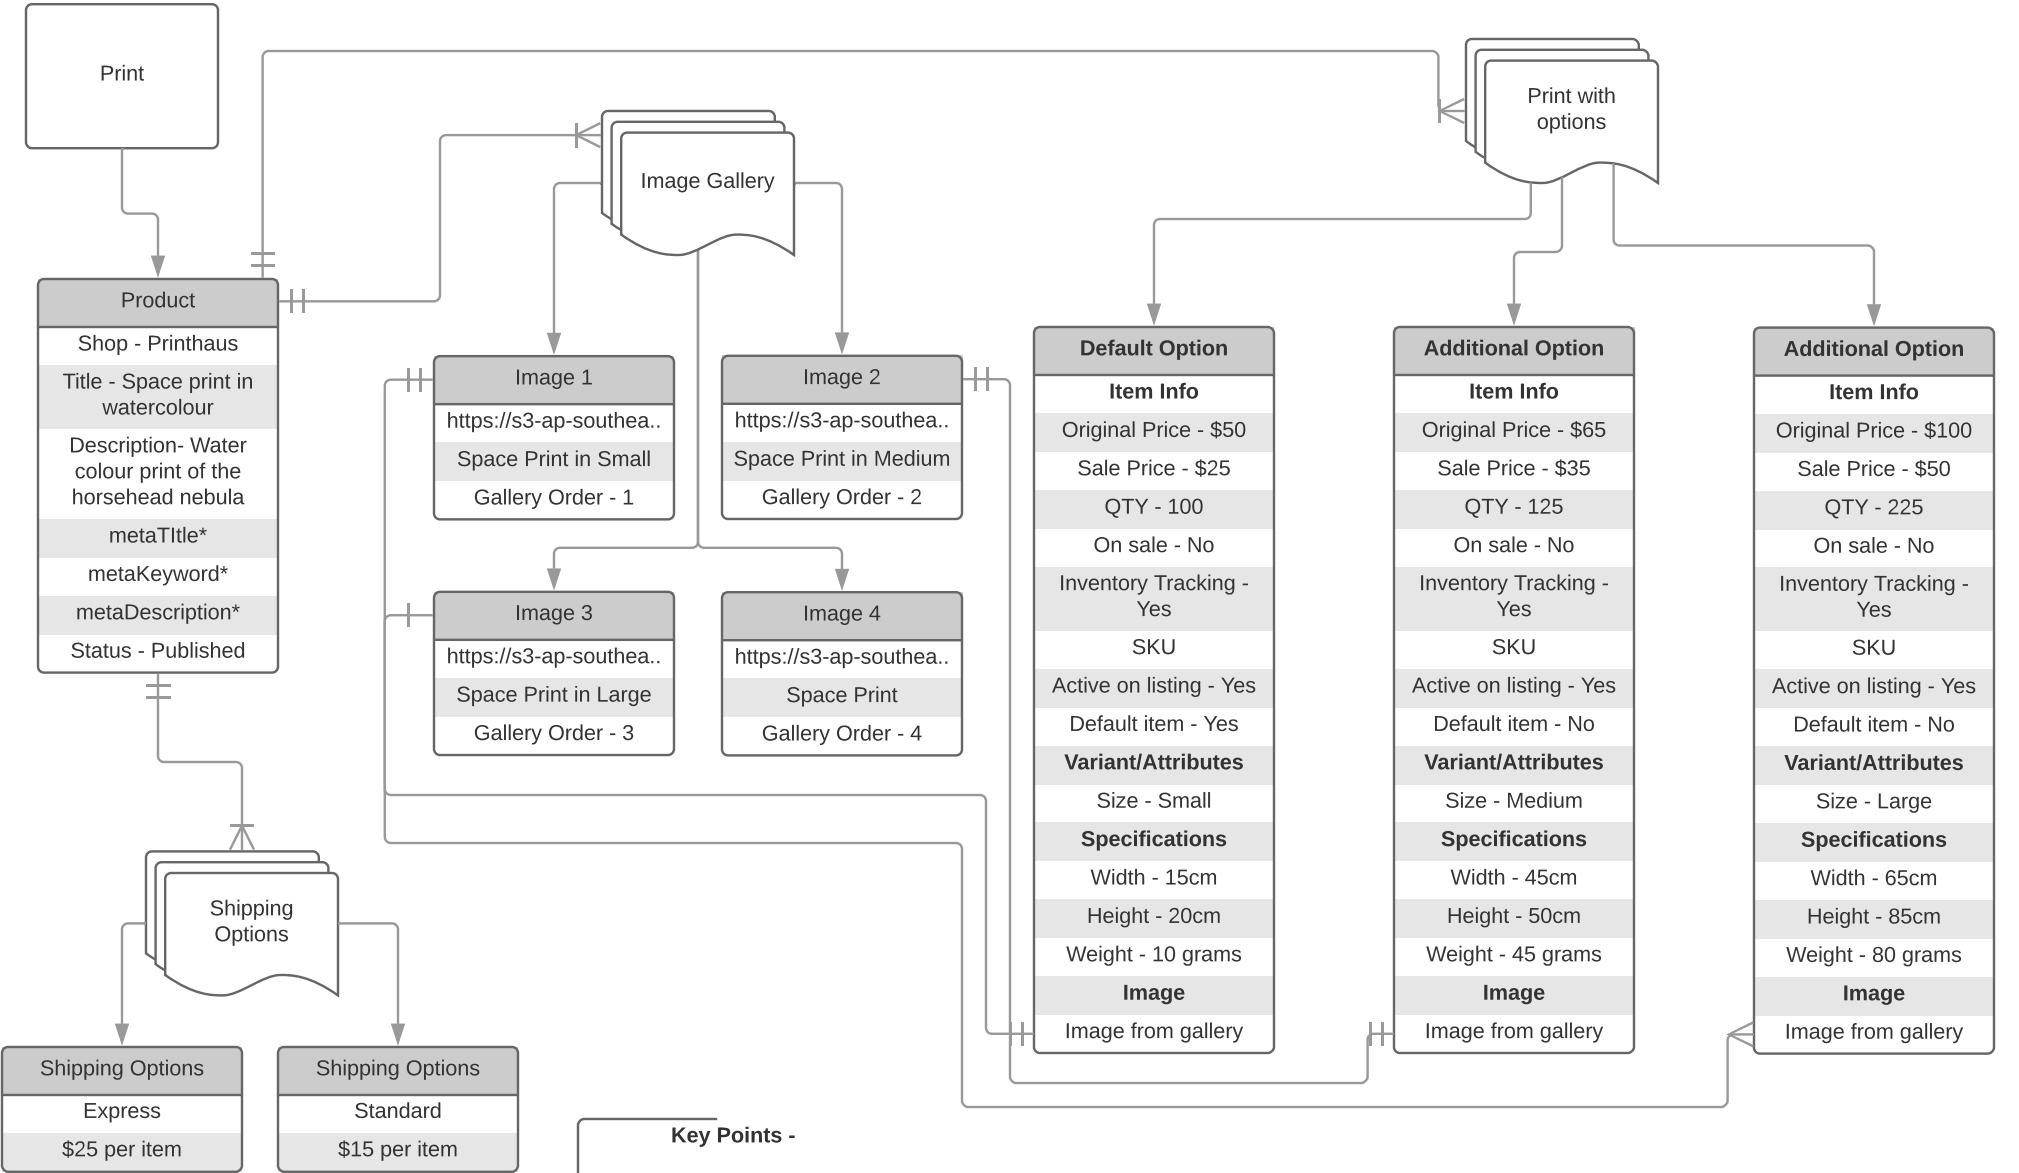 Print
Print with
options
Image Gallery
Product
Shop - Printhaus
Title - Space print in
watercolour
Description- Water
colour print of the
horsehead nebula
metaTItle*
metaKeyword*
metaDescription*
Status - Published
Image 1
https://s3-ap-southea..
Space Print in Small
Gallery Order - 1
Image 2
https://s3-ap-southea..
Space Print in Medium
Gallery Order - 2
Image 3
https://s3-ap-southea..
Space Print in Large
Gallery Order - 3
Image 4
https://s3-ap-southea..
Space Print
Gallery Order - 4
Default Option
Item Info
Original Price - $50
Sale Price - $25
QTY - 100
On sale - No
Inventory Tracking -
Yes
SKU
Active on listing - Yes
Default item - Yes
Variant/Attributes
Size - Small
Specifications
Width - 15cm
Height - 20cm
Weight - 10 grams
Image
Image from gallery
Additional Option
Item Info
Original Price - $65
Sale Price - $35
QTY - 125
On sale - No
Inventory Tracking -
Yes
SKU
Active on listing - Yes
Default item - No
Variant/Attributes
Size - Medium
Specifications
Width - 45cm
Height - 50cm
Weight - 45 grams
Image
Image from gallery
Additional Option
Item Info
Original Price - $100
Sale Price - $50
QTY - 225
On sale - No
Inventory Tracking -
Yes
SKU
Active on listing - Yes
Default item - No
Variant/Attributes
Size - Large
Specifications
Width - 65cm
Height - 85cm
Weight - 80 grams
Image
Image from gallery
Shipping
Options
Shipping Options
Express
$25 per item
Shipping Options
Standard
$15 per item
Key Points -